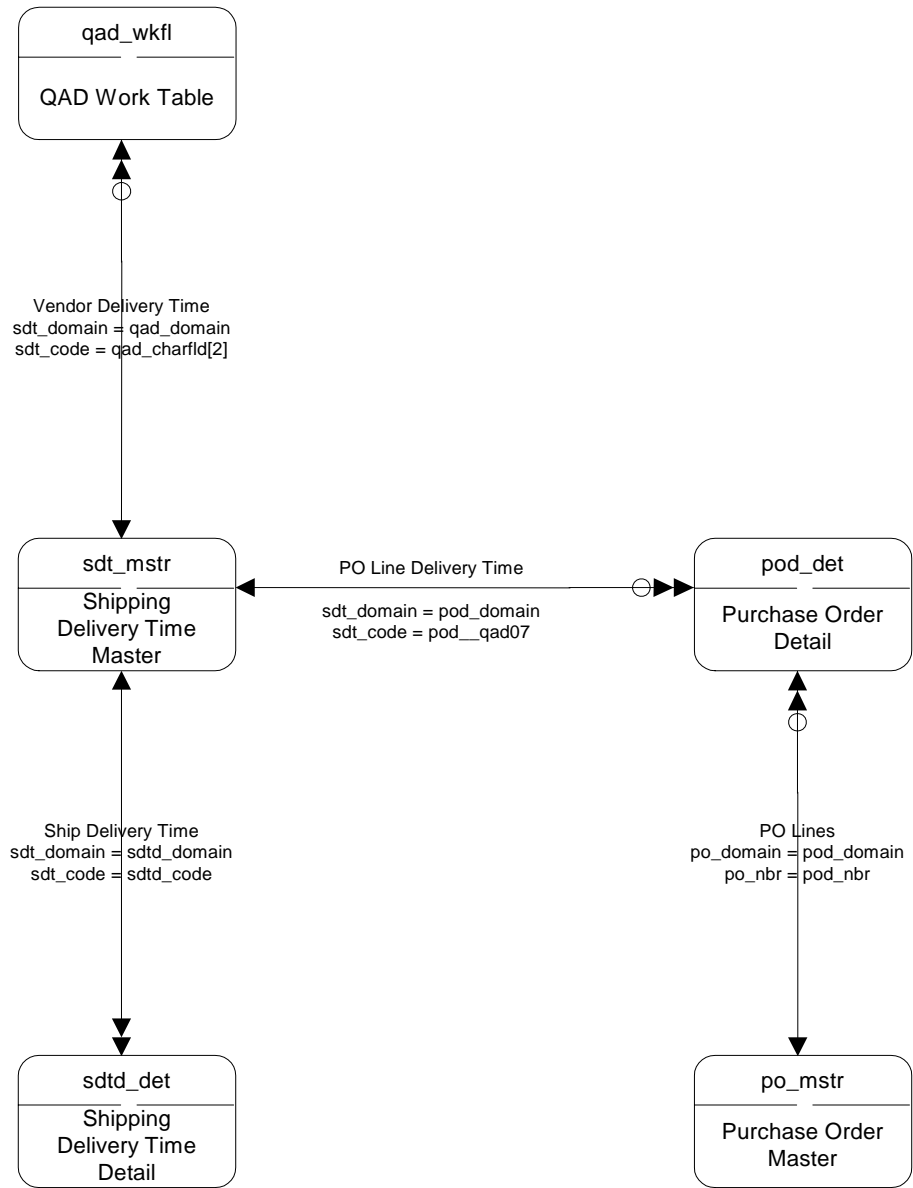 qad_wkfl
QAD Work Table
Vendor Delivery Time
sdt_domain = qad_domain
sdt_code = qad_charfld[2]
sdt_mstr
Shipping
Delivery Time
Master
PO Line Delivery Time
sdt_domain = pod_domain
sdt_code = pod__qad07
pod_det
Purchase Order
Detail
Ship Delivery Time
sdt_domain = sdtd_domain
sdt_code = sdtd_code
PO Lines
po_domain = pod_domain
po_nbr = pod_nbr
sdtd_det
Shipping
Delivery Time
Detail
po_mstr
Purchase Order
Master